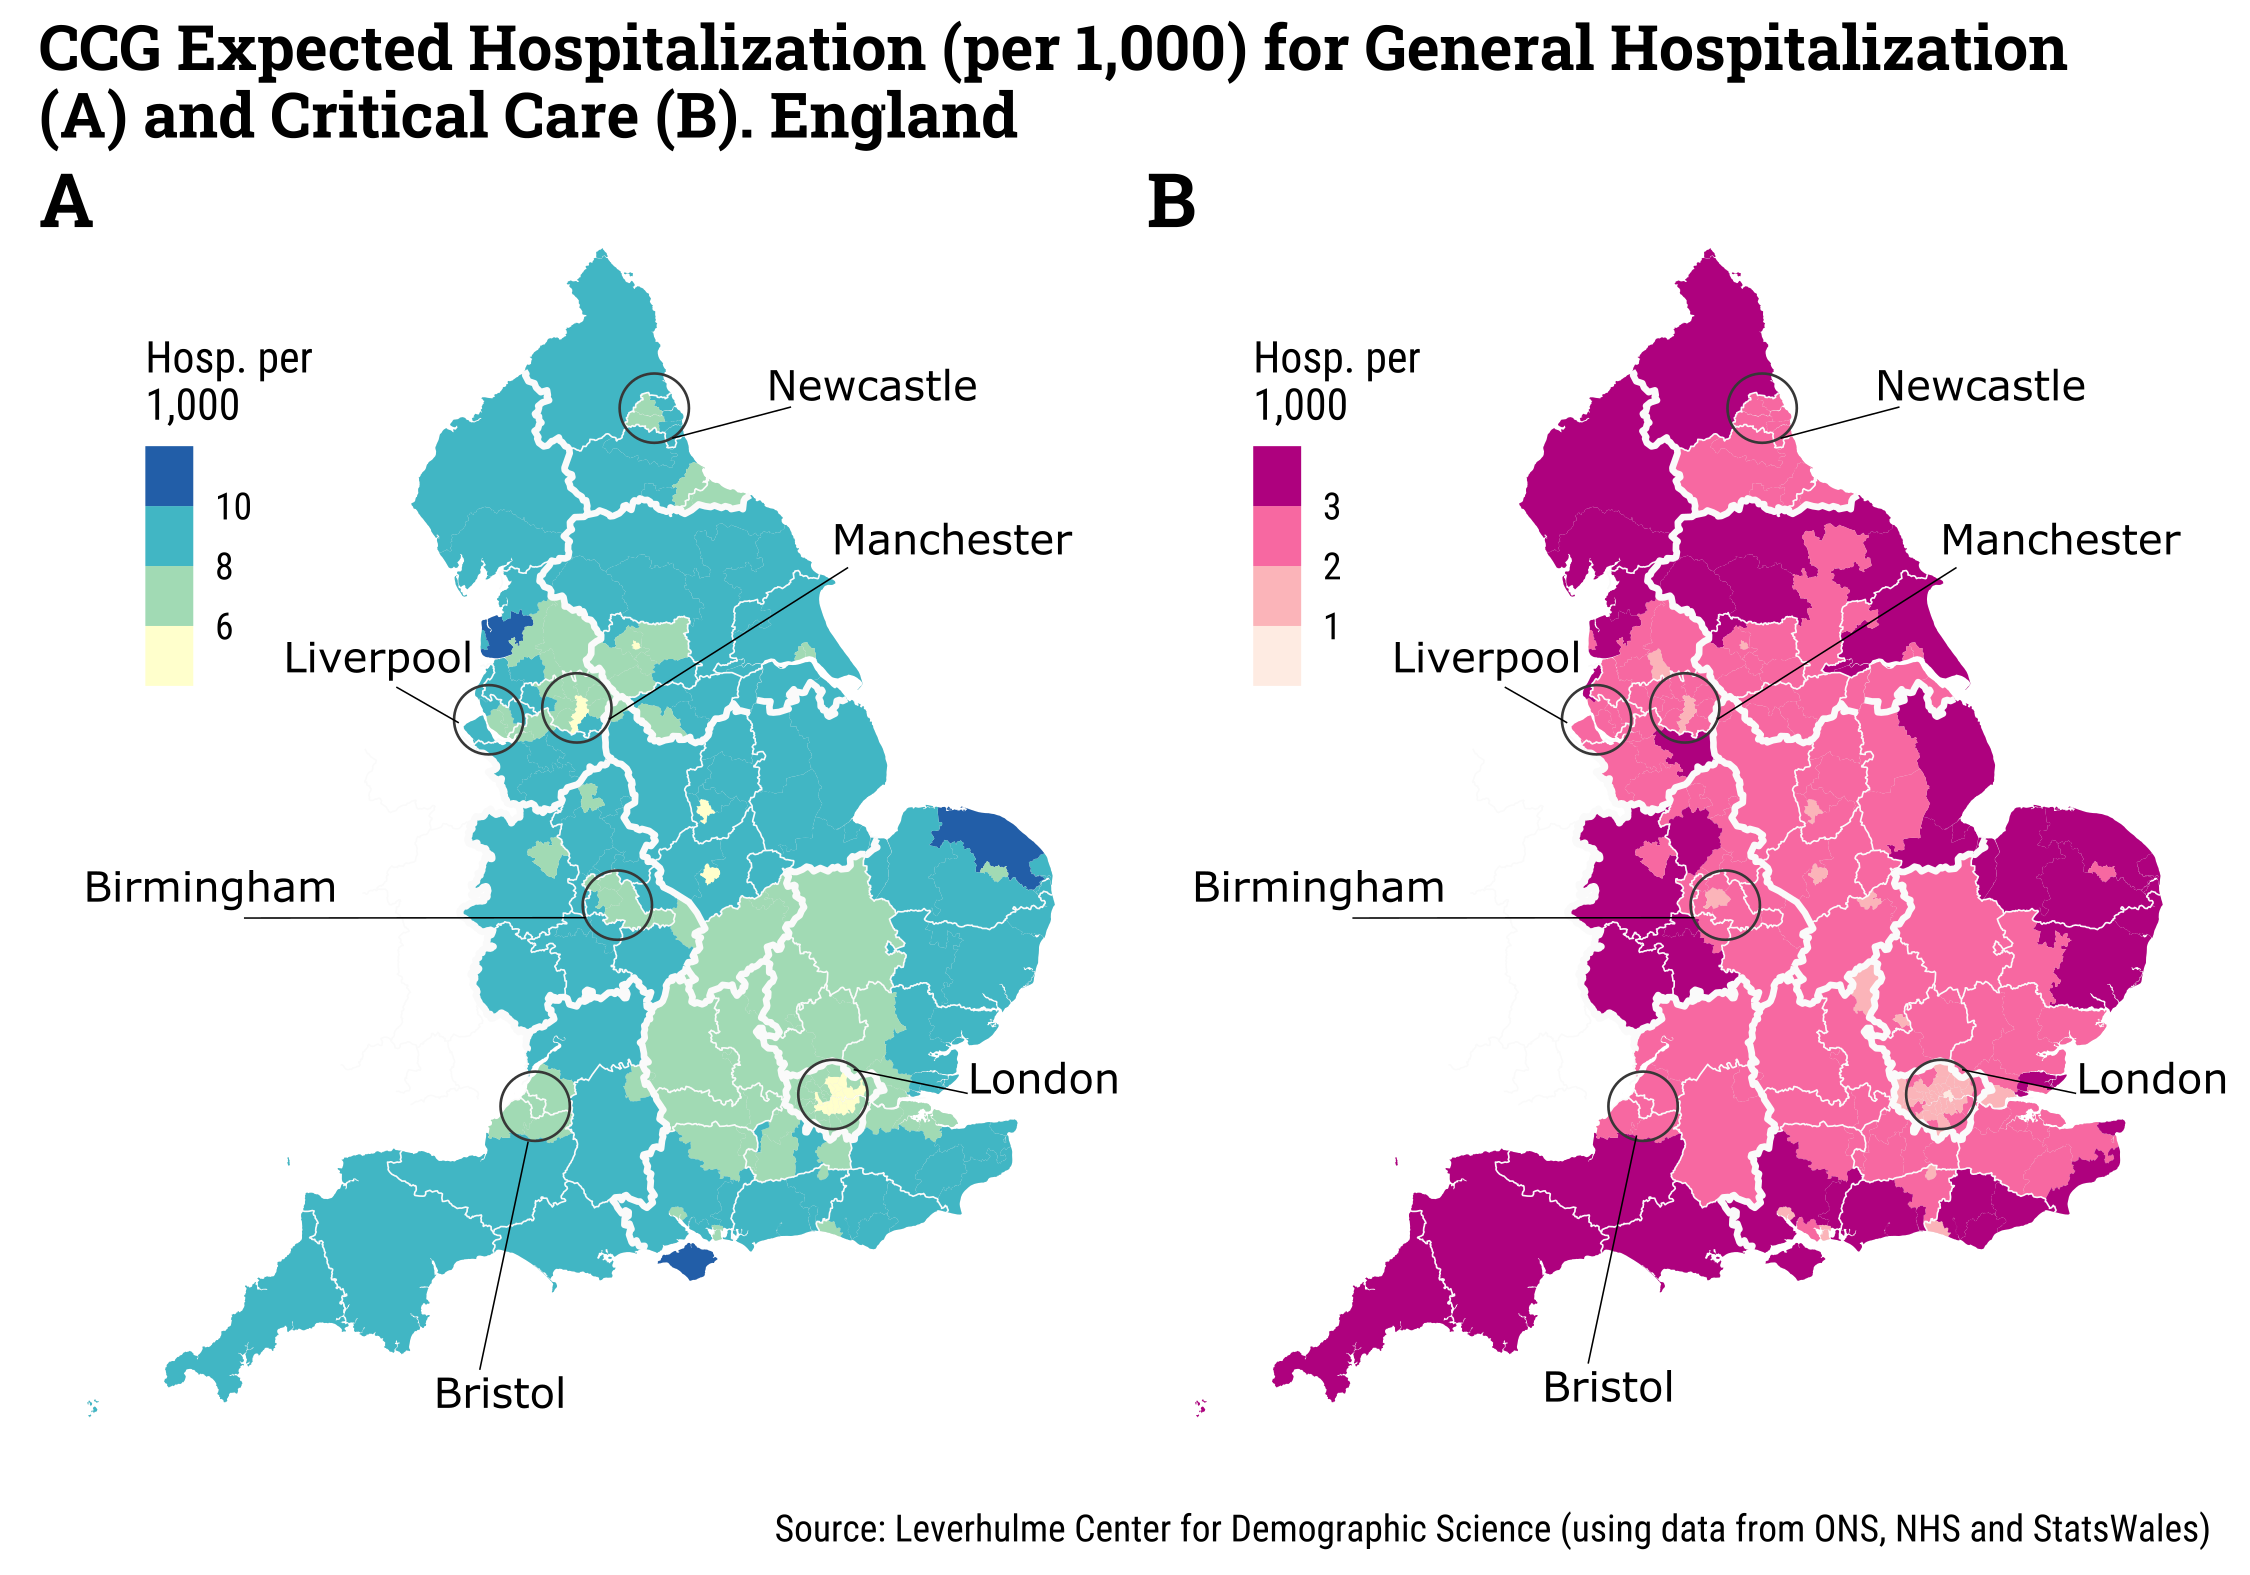 CCG Expected Hospitalization (per 1,000) for General Hospitalization
(A) and Critical Care (B). England
A
Hosp. per
1,000
10
8
6
Newcastle
Manchester
Liverpool
Birmingham
London
Bristol
B
Hosp. per
1,000
3
2
1
Newcastle
Manchester
Liverpool
Birmingham
London
Bristol
Source: Leverhulme Center for Demographic Science (using data from ONS, NHS and StatsWales)